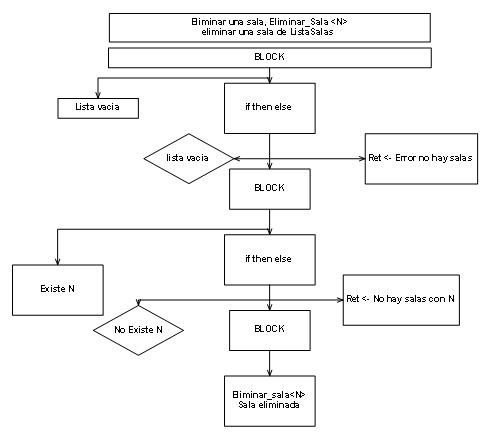 Eliminar una sala, Eliminar_Sala <N>
eliminar una sala de ListaSalas
BLOCK
Lista vacia
if then else
lista vacia
Ret <- Error no hay salas
BLOCK
if then else
Existe N
No Existe N
Ret <- No hay salas con N
BLOCK
Eliminar_sala<N>
Sala eliminada